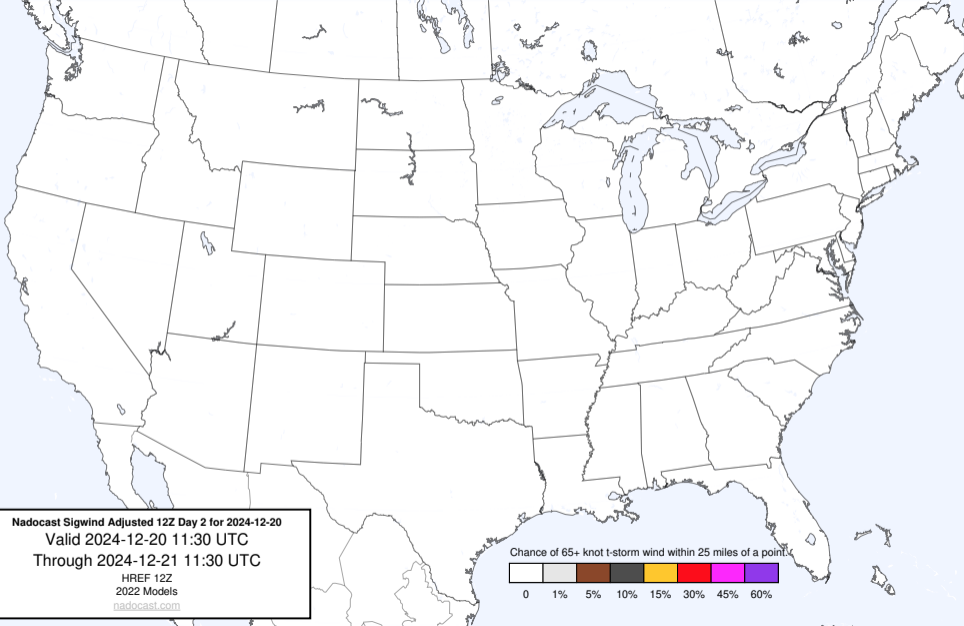 Nadocast Sigwind Adjusted 12Z Day 2 for 2024-12-20
Valid 2024-12-20 11:30 UTC
Through 2024-12-21 11:30 UTC
HREF 12Z
2022 Models
nadocast.com
Chance of 65+ knot t-storm wind within 25 miles of a point.
0 1% 5% 10% 15% 30% 45% 60%